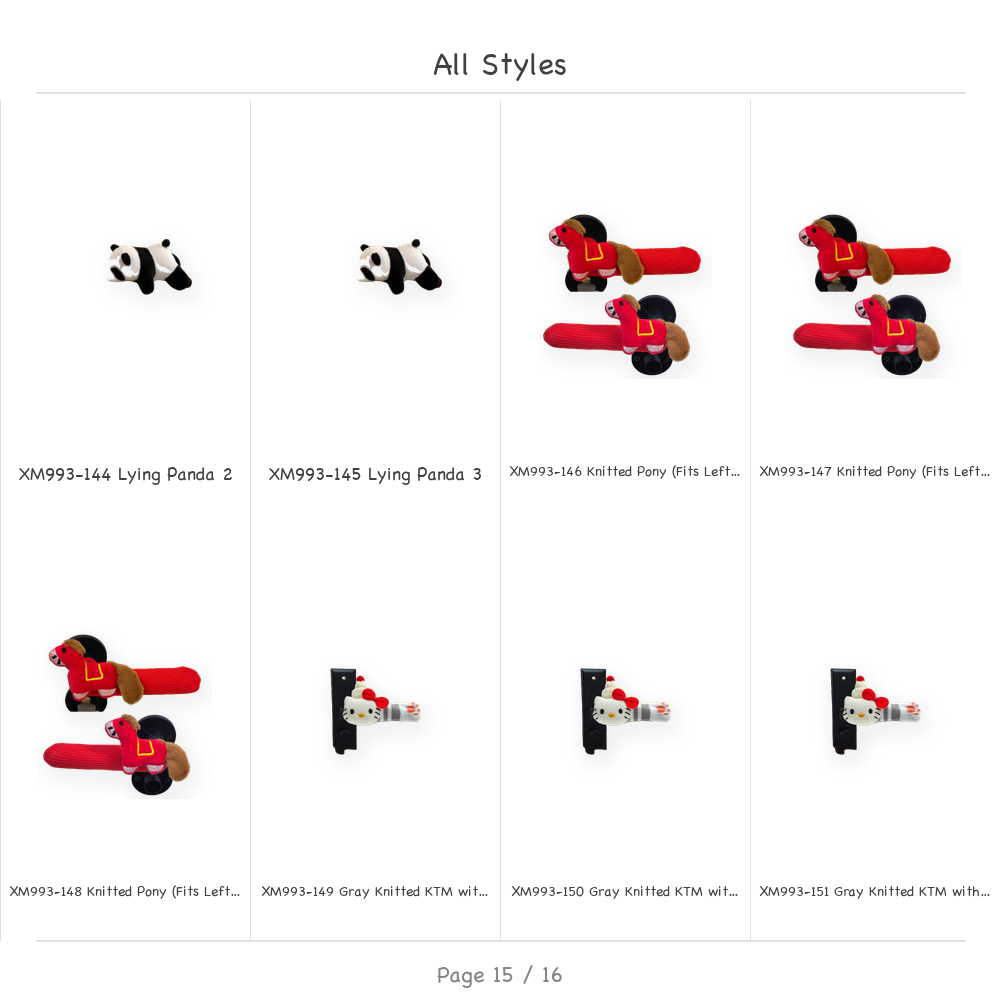 All Styles
XM993-144 Lying Panda 2
XM993-145 Lying Panda 3
XM993-146 Knitted Pony (Fits Left...
XM993-147 Knitted Pony (Fits Left...
XM993-148 Knitted Pony (Fits Left...
XM993-149 Gray Knitted KTM wit...
XM993-150 Gray Knitted KTM wit...
XM993-151 Gray Knitted KTM with...
Page 15 / 16